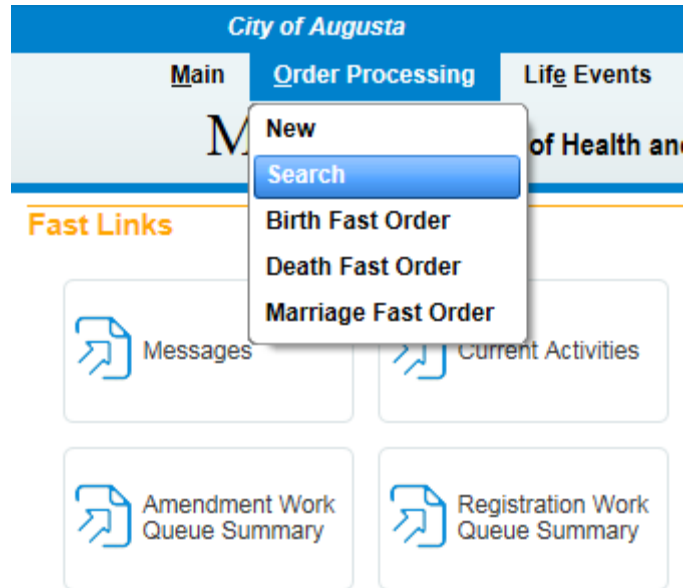 City of Augusta
Main Order Processing Life Events
M of Health and
New
Search
Birth Fast Order
Death Fast Order
Marriage Fast Order
Fast Links
Messages Current Activities
Amendment Work Registration Work
Queue Summary Queue Summary